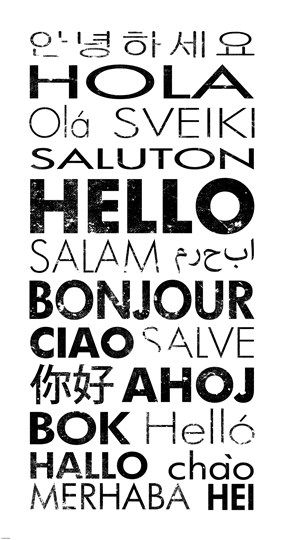 안녕하세요
HOLA
Olá SVEIKI
SALUTON
HELLO
SALAM ابحرم
BONJOUR
CIAO SALVE
你好 AHOJ
BOK Helló
HALLO chào
MERHABA HEI